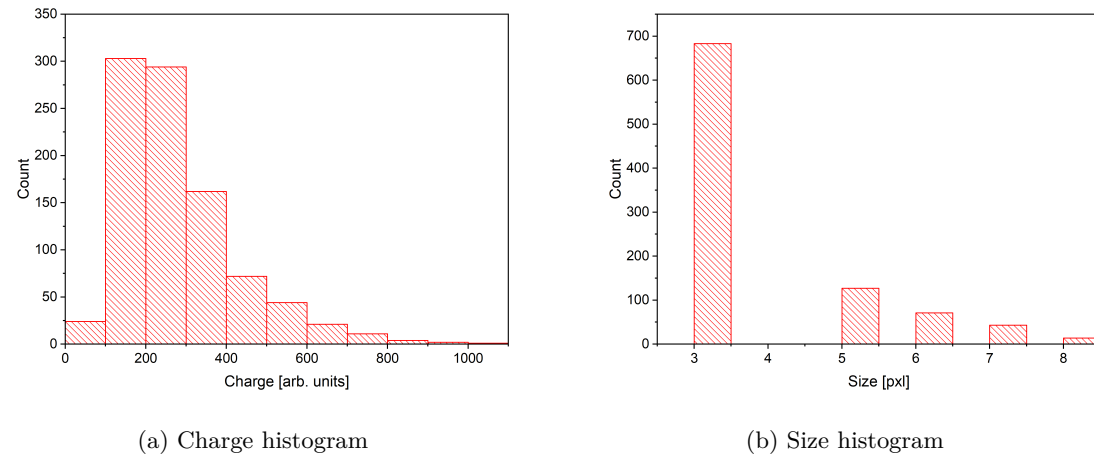 350
300
250
200
150
100
50
0
Count
0 200 400 600 800 1000
Charge [arb. units]
(a) Charge histogram
700
600
500
400
300
200
100
0
Count
3 4 5 6 7 8
Size [pxl]
(b) Size histogram